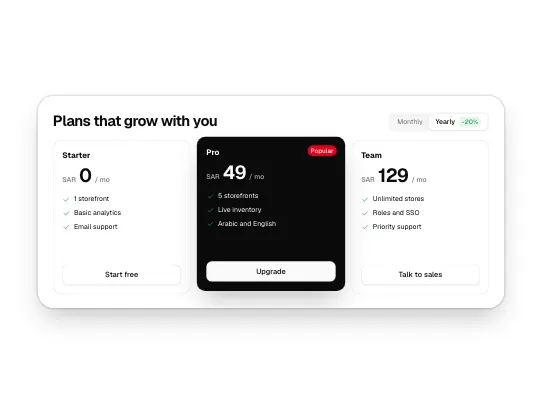 Plans that grow with you
Monthly
Yearly
-20%
Starter
SAR 0 / mo
1 storefront
Basic analytics
Email support
Start free
Pro
Popular
SAR 49 / mo
5 storefronts
Live inventory
Arabic and English
Upgrade
Team
SAR 129 / mo
Unlimited stores
Roles and SSO
Priority support
Talk to sales